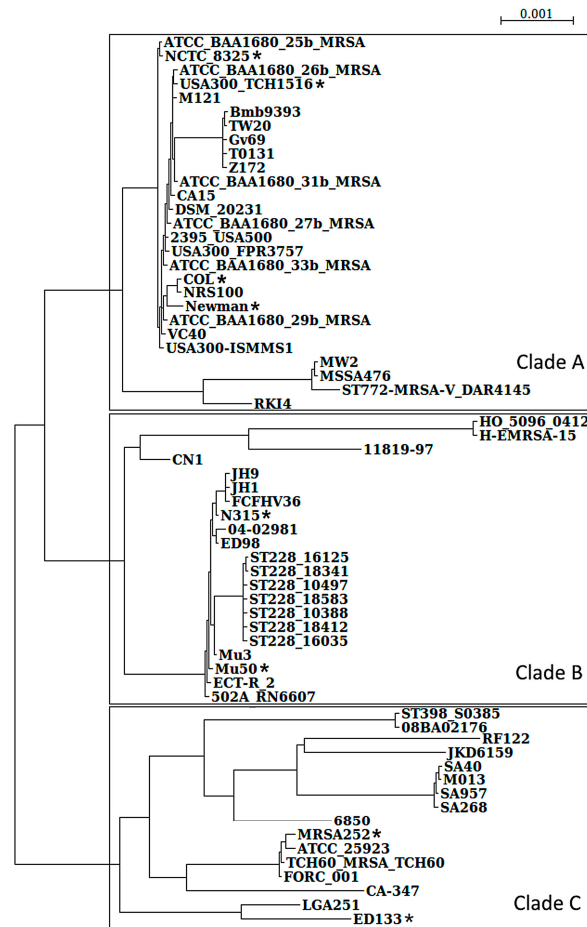 0.001
ATCC_BAA1680_25b_MRSA
NCTC_8325*
ATCC_BAA1680_26b_MRSA
USA300_TCH1516*
M121
Bmb9393
TW20
Gv69
T0131
Z172
ATCC_BAA1680_31b_MRSA
CA15
DSM_20231
ATCC_BAA1680_27b_MRSA
2395_USA500
USA300_FPR3757
ATCC_BAA1680_33b_MRSA
COL*
NRS100
Newman*
ATCC_BAA1680_29b_MRSA
VC40
USA300-ISMMS1
MW2
Clade A
MSSA476
ST772-MRSA-V_DAR4145
RKI4
HO_5096_0412
H-EMRSA-15
11819-97
CN1
JH9
JH1
FCFHV36
N315*
04-02981
ED98
ST228_16125
ST228_18341
ST228_10497
ST228_18583
ST228_10388
ST228_18412
ST228_16035
Mu3
Mu50*
Clade B
ECT-R_2
502A_RN6607
ST398_S0385
08BA02176
RF122
JKD6159
SA40
M013
SA957
SA268
6850
MRSA252*
ATCC_25923
TCH60_MRSA_TCH60
FORC_001
CA-347
LGA251
Clade C
ED133*